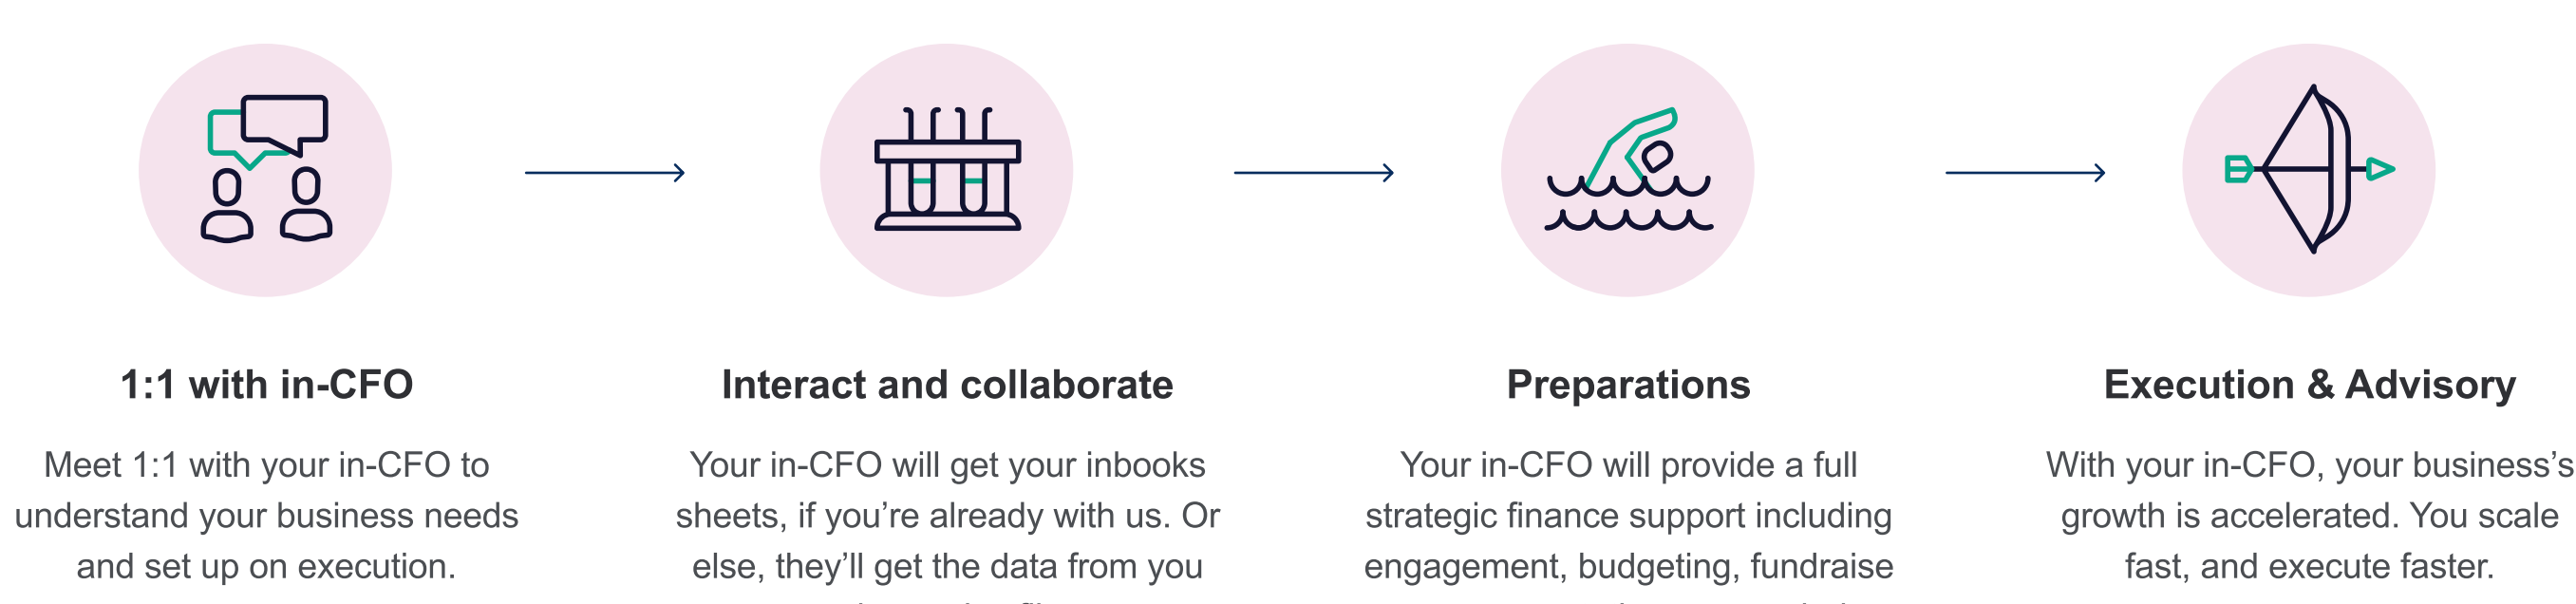 1:1 with in-CFO
Meet 1:1 with your in-CFO to
understand your business needs
and set up on execution.
Interact and collaborate
Your in-CFO will get your inbooks
sheets, if you’re already with us. Or
else, they’ll get the data from you
Preparations
Your in-CFO will provide a full
strategic finance support including
engagement, budgeting, fundraise
Execution & Advisory
With your in-CFO, your business’s
growth is accelerated. You scale
fast, and execute faster.